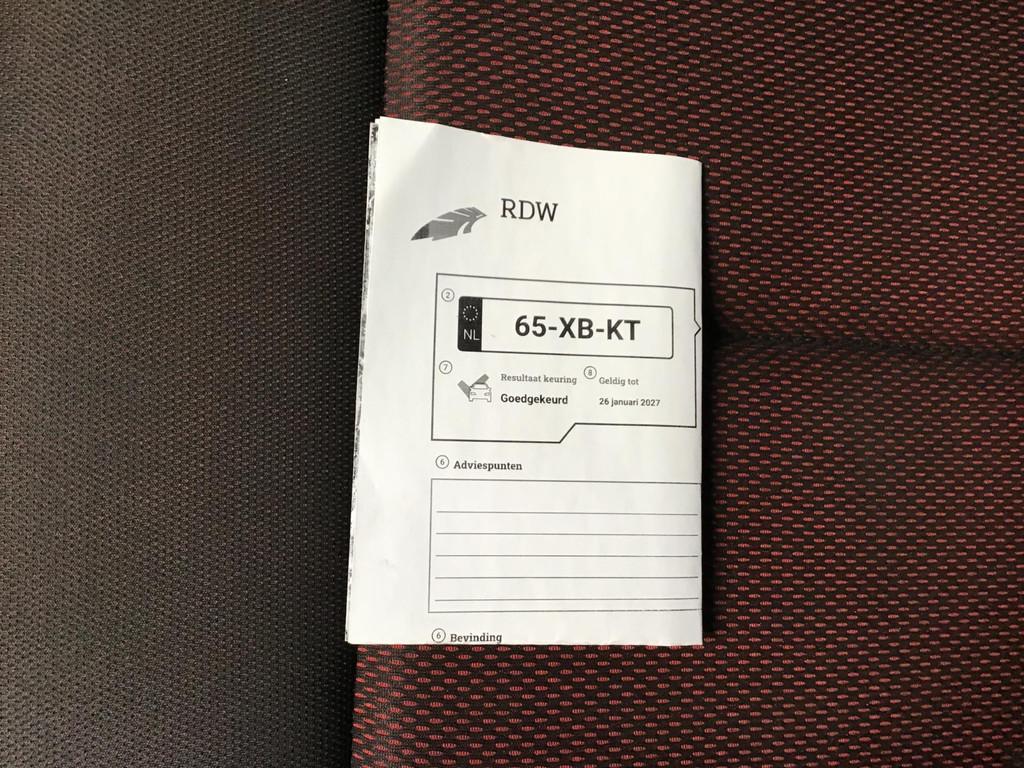 RDW
2
NL
65-XB-KT
7 Resultaat keuring 8 Geldig tot
Goedgekeurd 26 januari 2027
6 Adviespunten
6 Bevinding